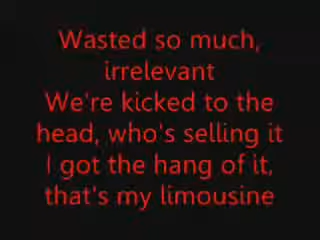 Wasted so much,
irrelevant
We're kicked to the
head, who's selling it
I got the hang of it,
that's my limousine